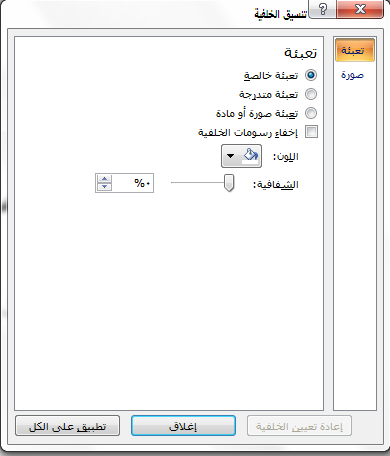 تنسيق الخلفية
تعبئة
صورة
تعبئة
تعبئة خالصة
تعبئة متدرجة
تعبئة صورة أو مادة
إخفاء رسومات الخلفية
اللون:
الشفافية:
٠%
إعادة تعيين الخلفية
إغلاق
تطبيق على الكل